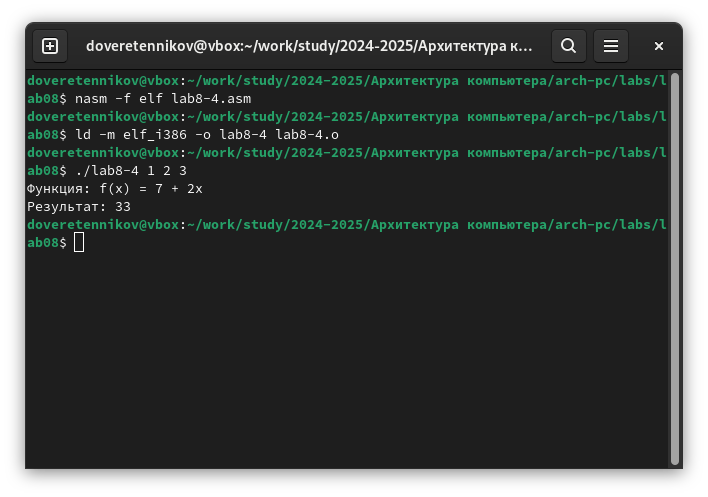 doveretennikov@vbox:~/work/study/2024-2025/Архитектура к...
doveretennikov@vbox:~/work/study/2024-2025/Архитектура компьютера/arch-pc/labs/l
ab08$ nasm -f elf lab8-4.asm
doveretennikov@vbox:~/work/study/2024-2025/Архитектура компьютера/arch-pc/labs/l
ab08$ ld -m elf_i386 -o lab8-4 lab8-4.o
doveretennikov@vbox:~/work/study/2024-2025/Архитектура компьютера/arch-pc/labs/l
ab08$ ./lab8-4 1 2 3
Функция: f(x) = 7 + 2x
Результат: 33
doveretennikov@vbox:~/work/study/2024-2025/Архитектура компьютера/arch-pc/labs/l
ab08$